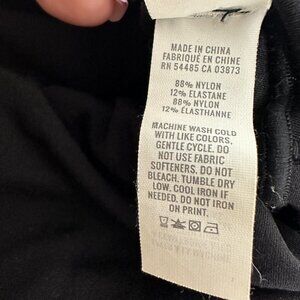 MADE IN CHINA
FABRIQUÉ EN CHINE
RN 54485 CA 03873
88% NYLON
12% ELASTANE
88% NYLON
12% ÉLASTHANNE
MACHINE WASH COLD
WITH LIKE COLORS.
GENTLE CYCLE. DO
NOT USE FABRIC
SOFTENERS. DO NOT
BLEACH. TUMBLE DRY
LOW. COOL IRON IF
NEEDED. DO NOT IRON
ON PRINT.